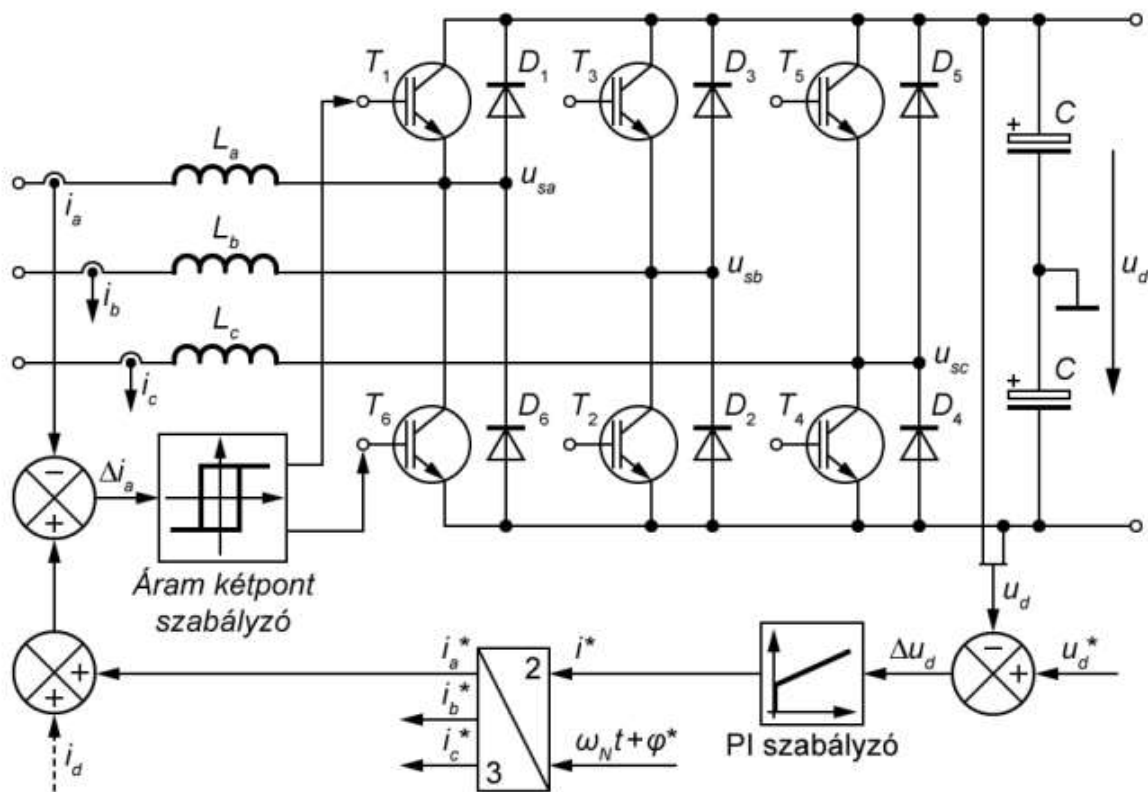 T1
D1
T3
D3
T5
D5
+
C
La
ia
usa
Lb
ib
usb
ud
Lc
ic
usc
+
C
T6
D6
T2
D2
T4
D4
−
+
Δia
Áram kétpont
szabályzó
ud
−
+
Δud
ud*
PI szabályzó
i*
2
3
ωNt+φ*
ia*
ib*
ic*
+
+
id